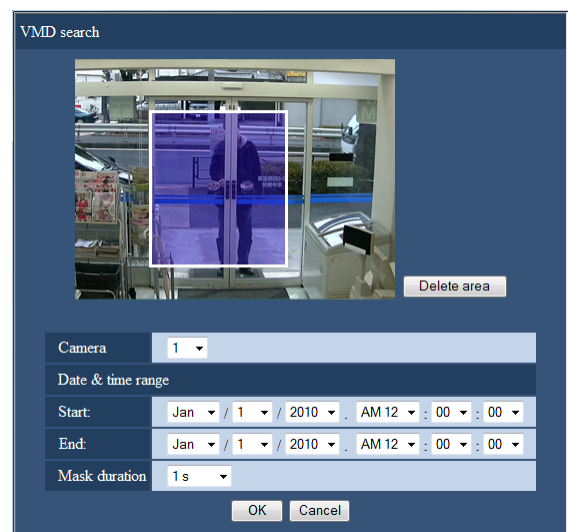 VMD search
Delete area
Camera 1
Date & time range
Start: Jan / 1 / 2010 . AM 12 : 00 : 00
End: Jan / 1 / 2010 . AM 12 : 00 : 00
Mask duration 1 s
OK Cancel